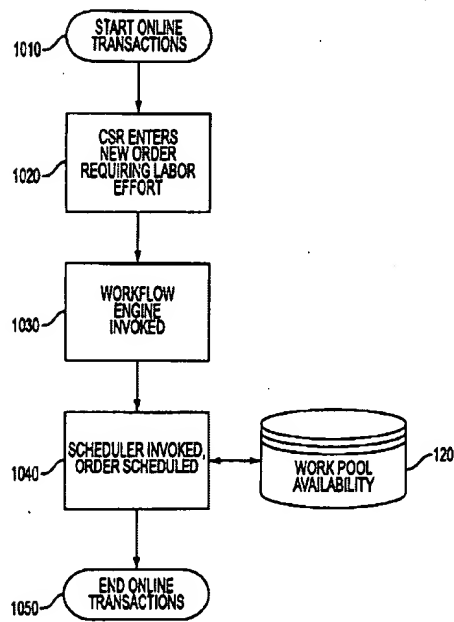 START ONLINE
TRANSACTIONS
1010
CSR ENTERS
NEW ORDER
REQUIRING LABOR
EFFORT
1020
WORKFLOW
ENGINE
INVOKED
1030
SCHEDULER INVOKED,
ORDER SCHEDULED
1040
WORK POOL
AVAILABILITY
120
END ONLINE
TRANSACTIONS
1050